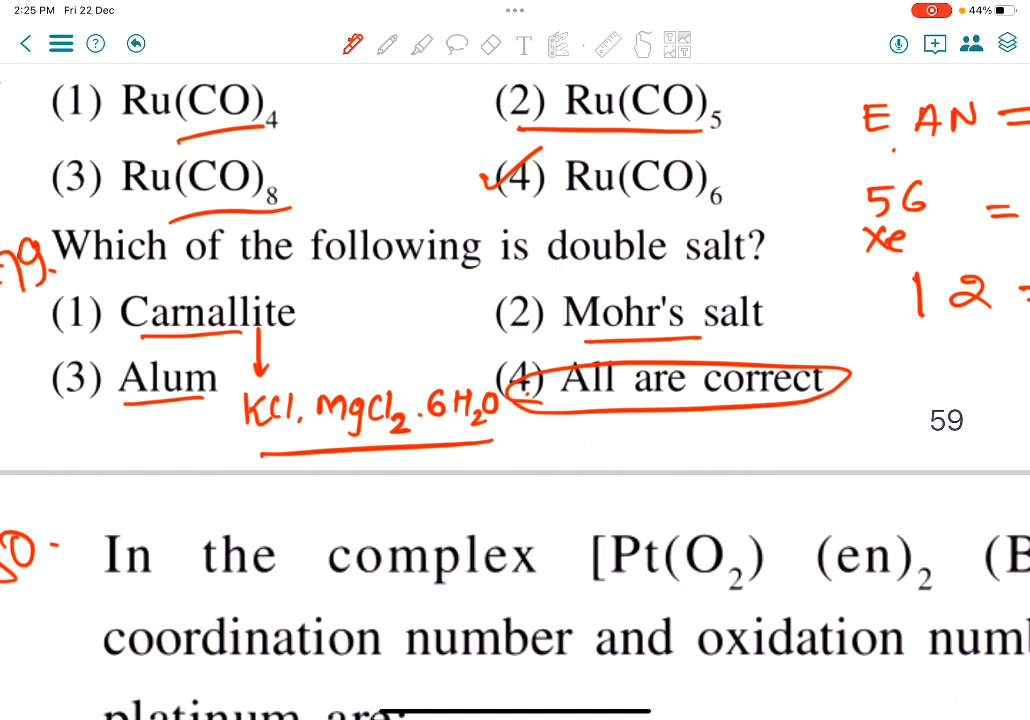 2:25 PM Fri 22 Dec
44%
(1) Ru(CO)₄ (2) Ru(CO)₅
E AN =
(3) Ru(CO)₈ (4) Ru(CO)₆
56 =
Xe
79. Which of the following is double salt?
12 =
(1) Carnallite (2) Mohr's salt
(3) Alum (4) All are correct
KCl. MgCl₂ . 6H₂O
59
In the complex [Pt(O₂) (en)₂ (B
coordination number and oxidation num
platinum are: